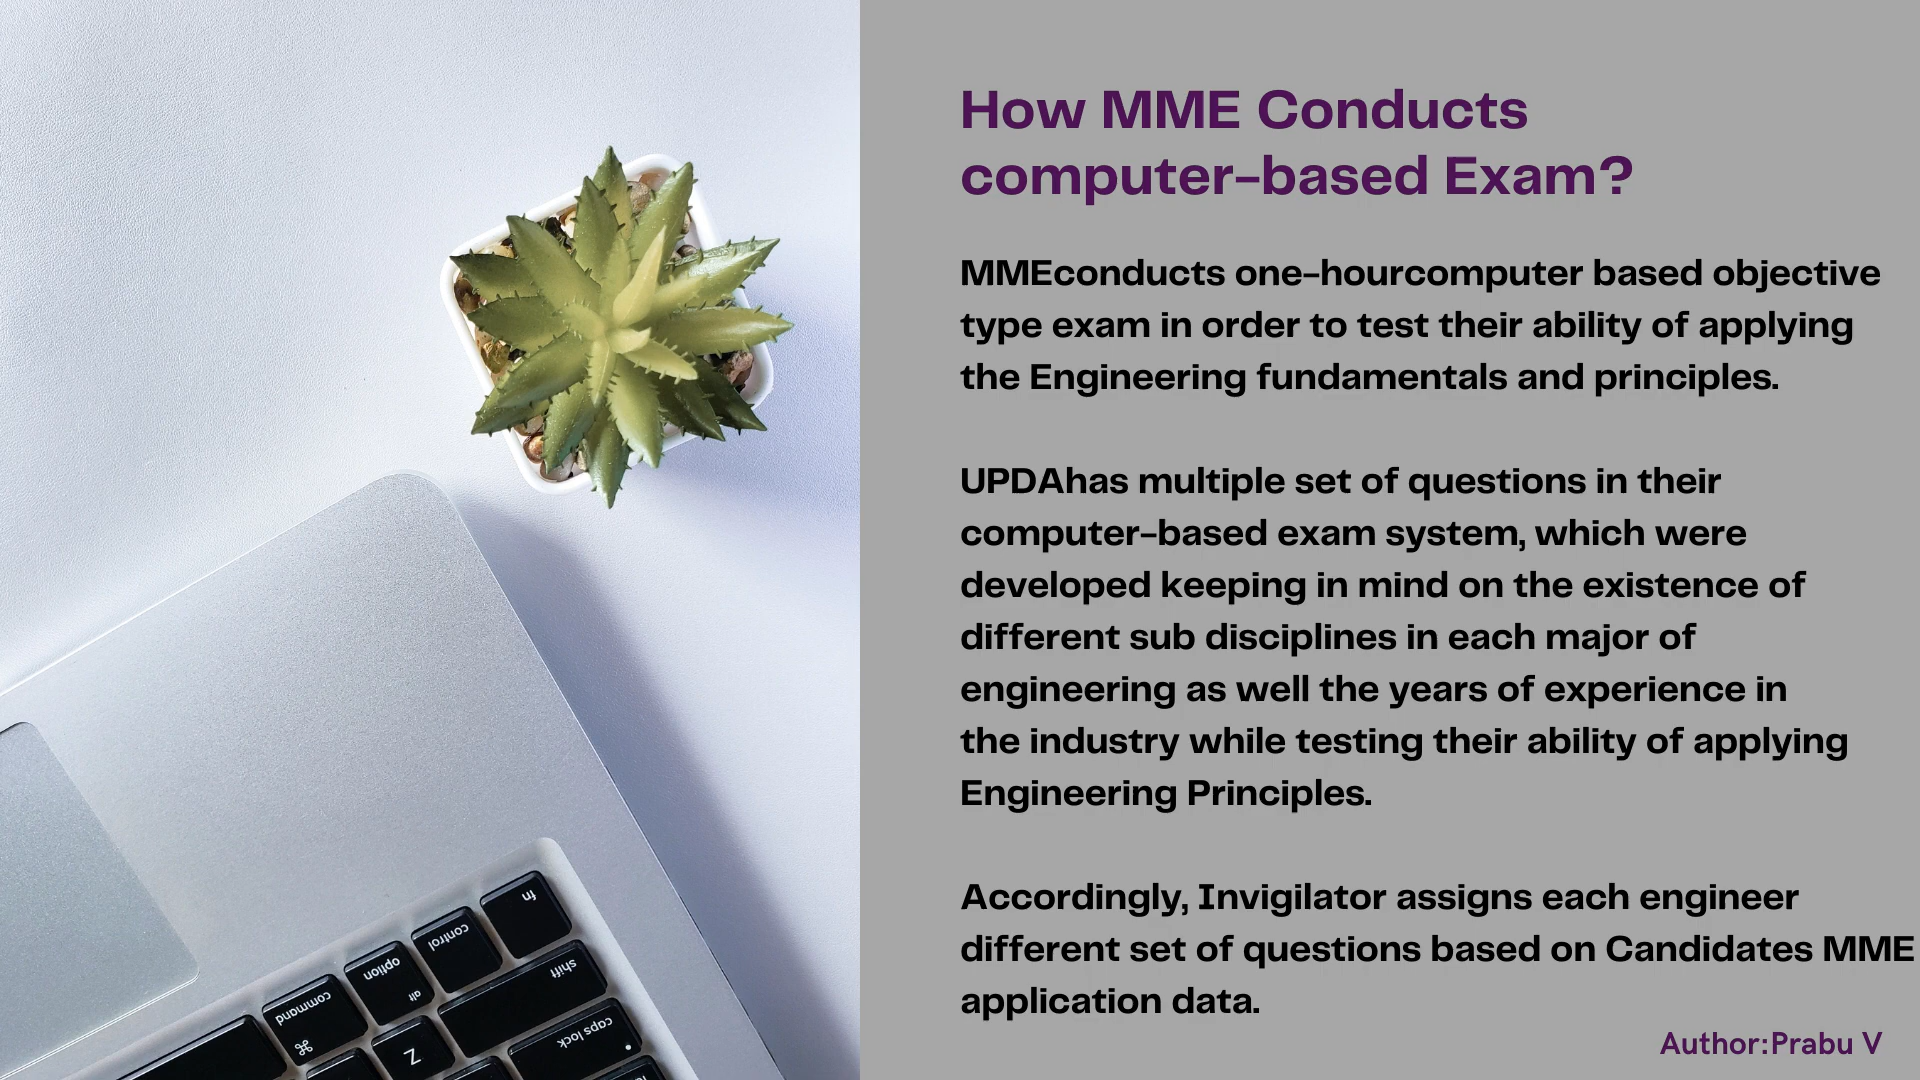 How MME Conducts
computer-based Exam?
MMEconducts one-hourcomputer based objective
type exam in order to test their ability of applying
the Engineering fundamentals and principles.
UPDAhas multiple set of questions in their
computer-based exam system, which were
developed keeping in mind on the existence of
different sub disciplines in each major of
engineering as well the years of experience in
the industry while testing their ability of applying
Engineering Principles.
Accordingly, Invigilator assigns each engineer
different set of questions based on Candidates MME
application data.
Author:Prabu V
fn
control
option
alt
command
⌘
shift
Z
caps lock